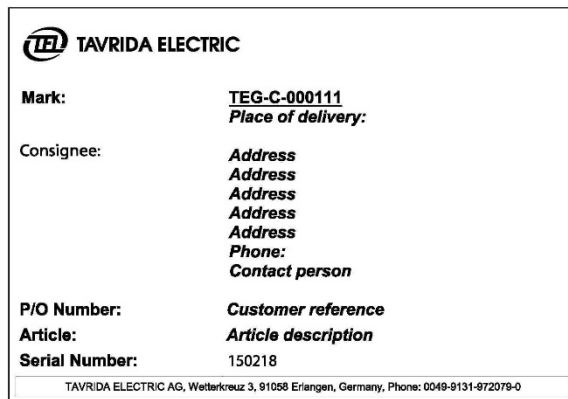 TEL TAVRIDA ELECTRIC
Mark: TEG-C-000111
Place of delivery:
Consignee: Address
Address
Address
Address
Address
Phone:
Contact person
P/O Number: Customer reference
Article: Article description
Serial Number: 150218
TAVRIDA ELECTRIC AG, Wetterkreuz 3, 91058 Erlangen, Germany, Phone: 0049-9131-972079-0